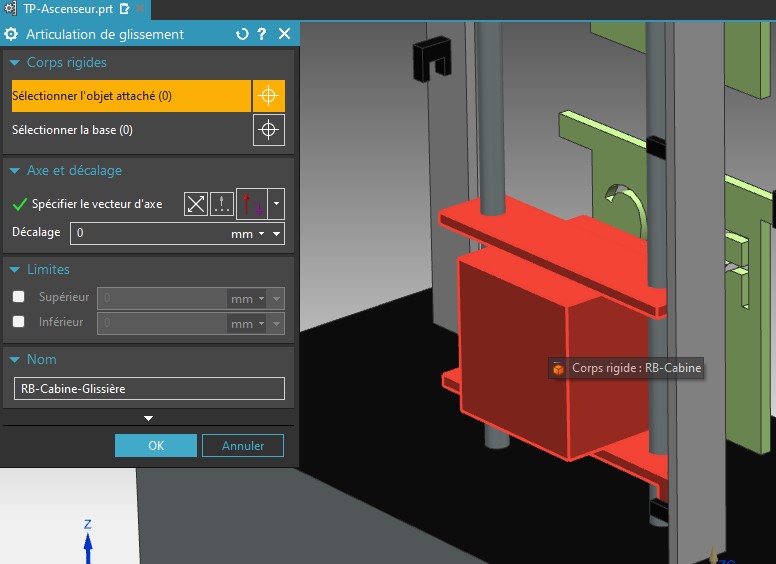 TP-Ascenseur.prt
Articulation de glissement
Corps rigides
Sélectionner l'objet attaché (0)
Sélectionner la base (0)
Axe et décalage
Spécifier le vecteur d'axe
Décalage 0 mm
Limites
Supérieur 0 mm
Inférieur 0 mm
Nom
RB-Cabine-Glissière
OK Annuler
Corps rigide : RB-Cabine
Z